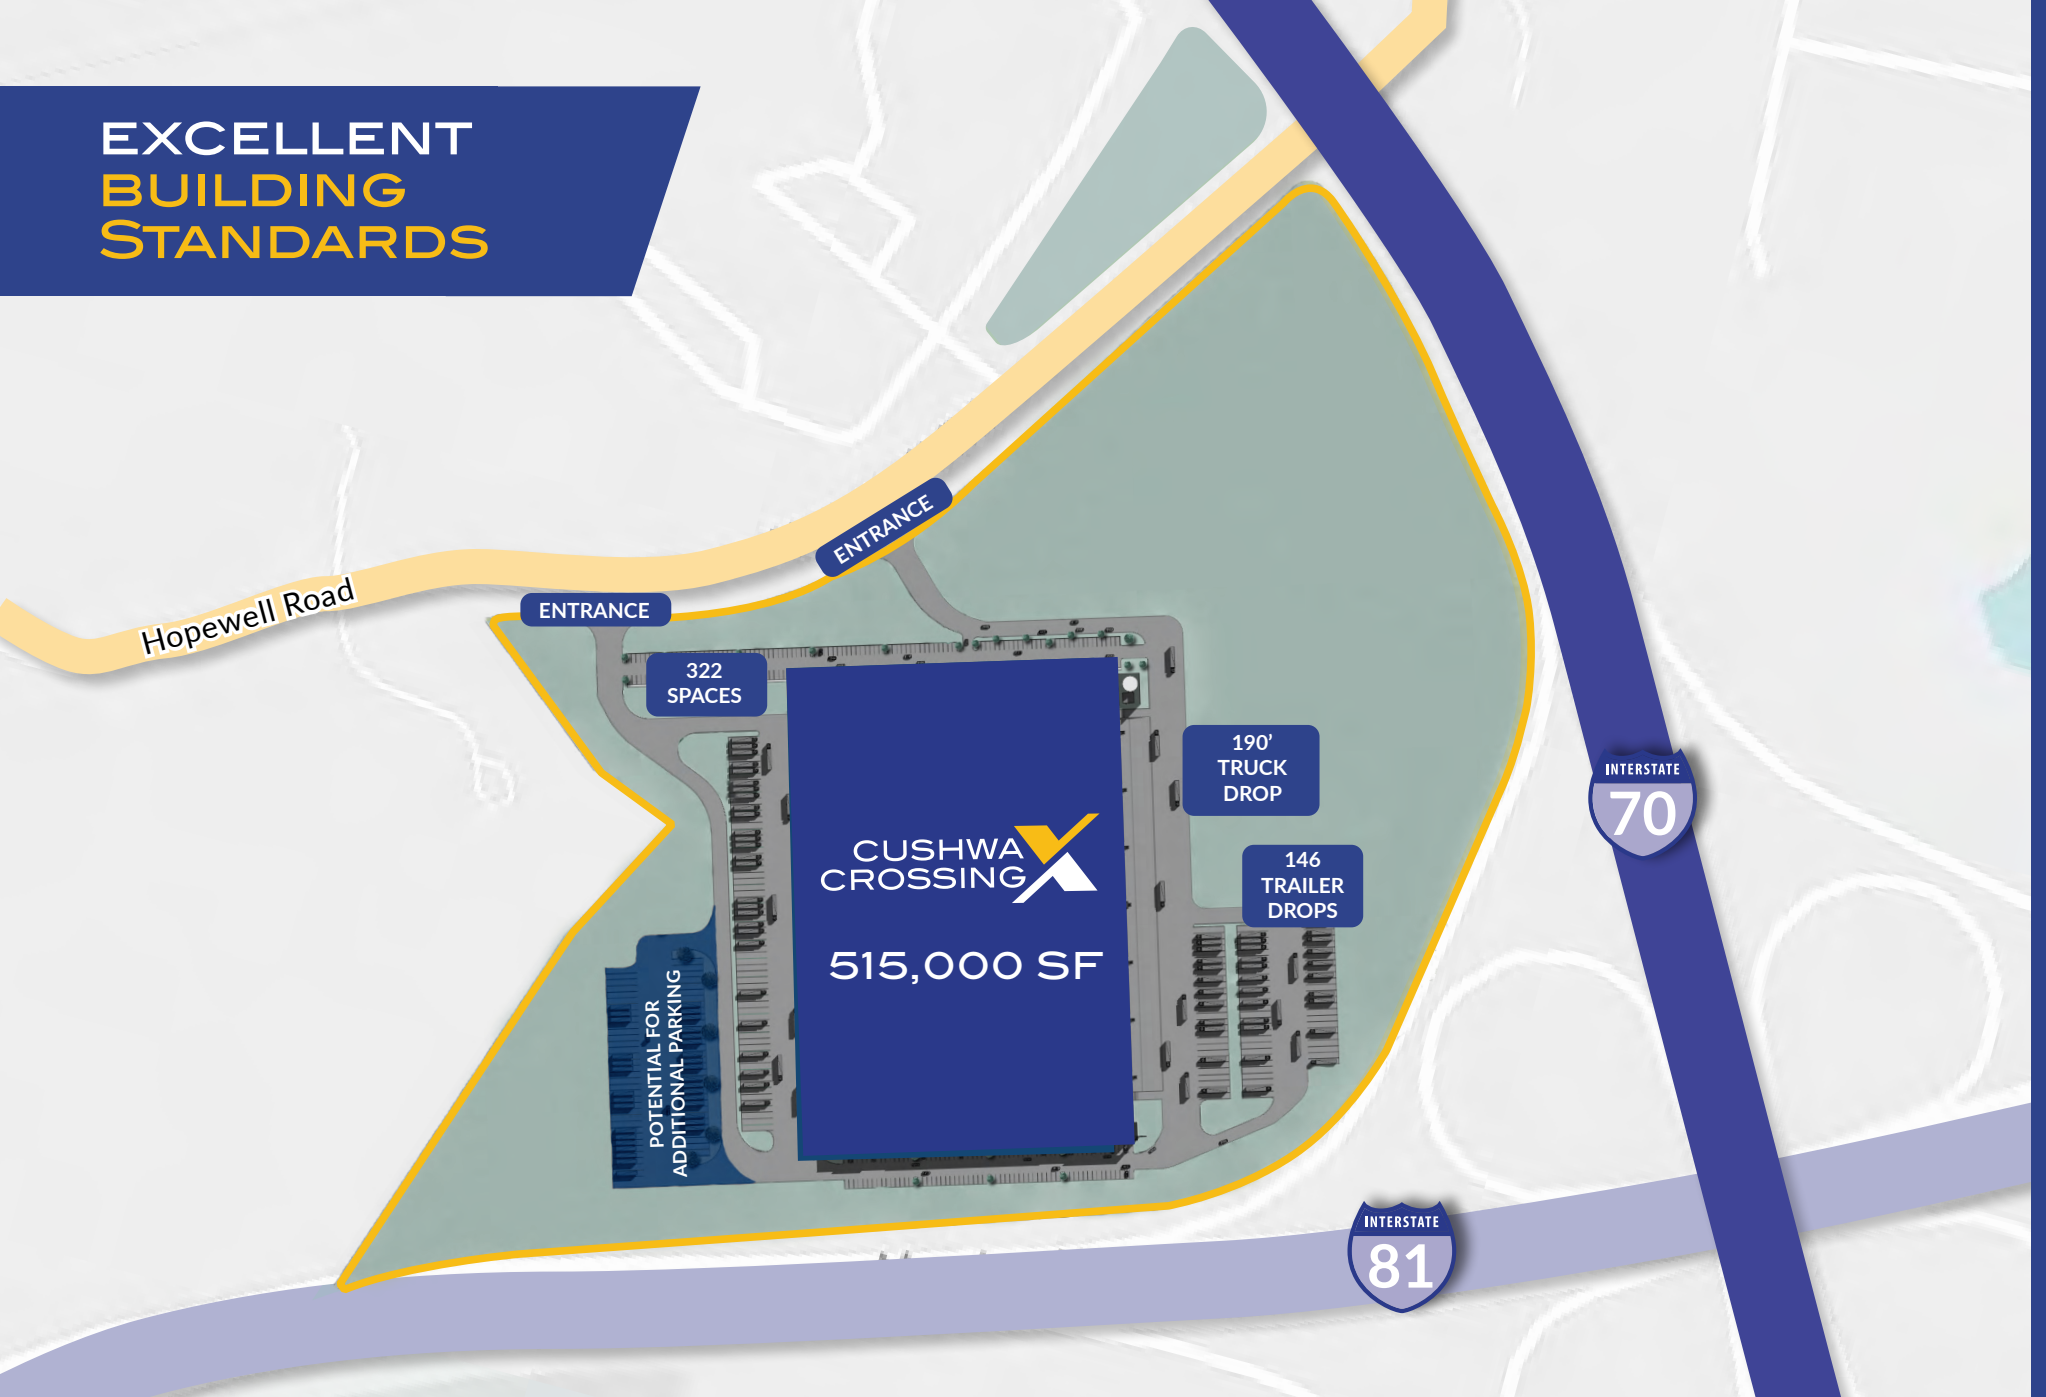 EXCELLENT
BUILDING
STANDARDS
ENTRANCE
Hopewell Road
ENTRANCE
322
SPACES
190’
TRUCK
DROP
INTERSTATE
70
CUSHWA
CROSSING
146
TRAILER
DROPS
515,000 SF
POTENTIAL FOR
ADDITIONAL PARKING
INTERSTATE
81